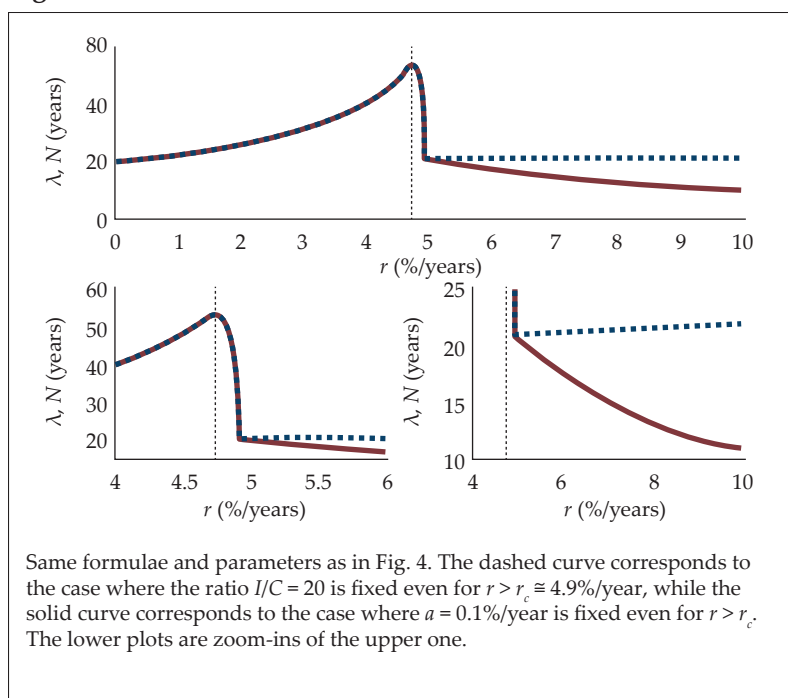 80
40
20
0
λ, N (years)
0 1 2 3 4 5 6 7 8 9 10
r (%/years)
60
50
40
30
20
λ, N (years)
4 4.5 5 5.5 6
r (%/years)
25
20
15
10
λ, N (years)
4 6 8 10
r (%/years)
Same formulae and parameters as in Fig. 4. The dashed curve corresponds to
the case where the ratio I/C = 20 is fixed even for r > r_c ≅ 4.9%/year, while the
solid curve corresponds to the case where a = 0.1%/year is fixed even for r > r_c.
The lower plots are zoom-ins of the upper one.